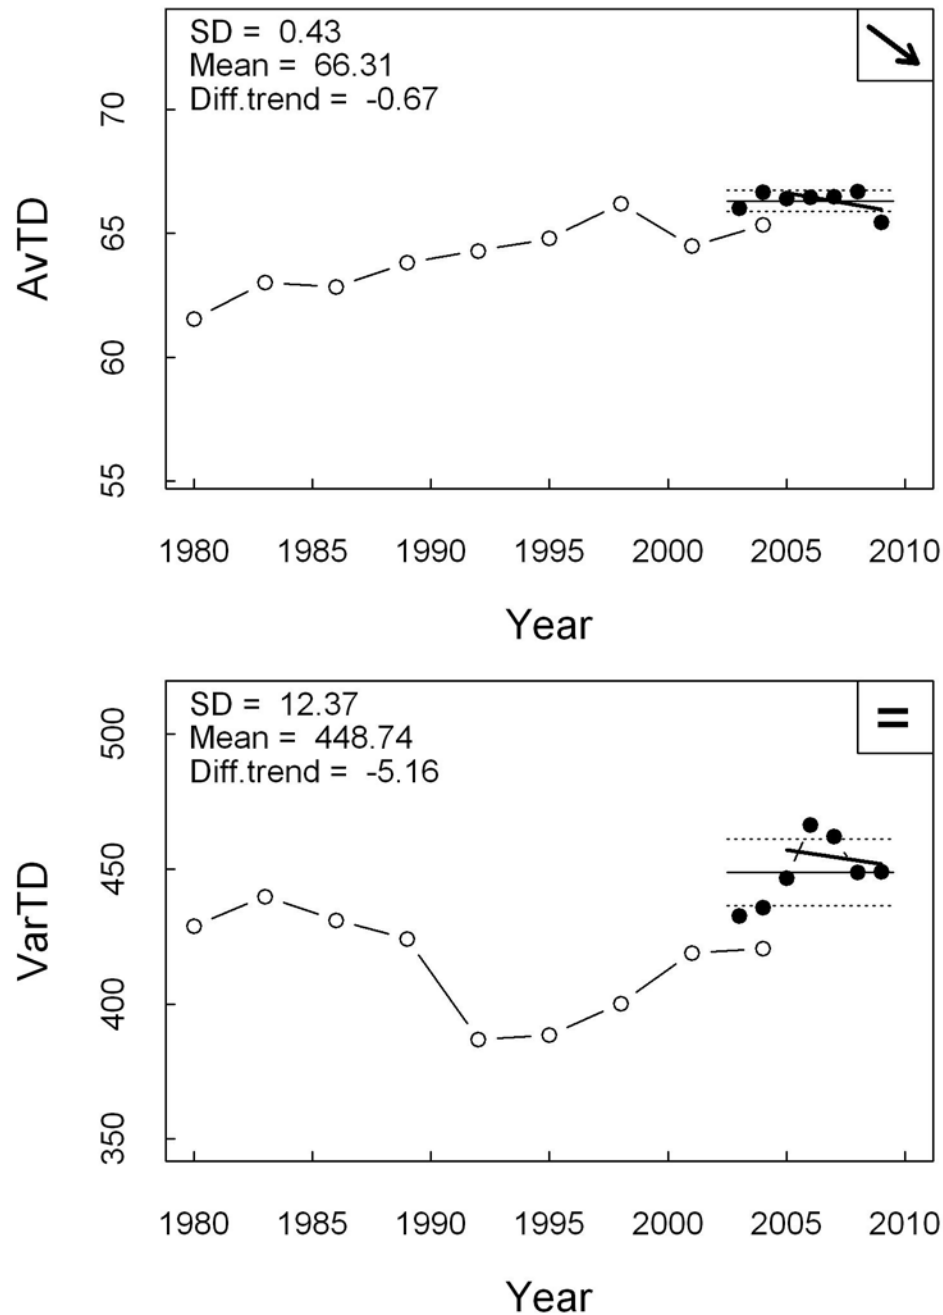 SD = 0.43
Mean = 66.31
Diff.trend = -0.67
70
65
60
55
AvTD
1980 1985 1990 1995 2000 2005 2010
Year
SD = 12.37
Mean = 448.74
Diff.trend = -5.16
=
500
450
400
350
VarTD
1980 1985 1990 1995 2000 2005 2010
Year